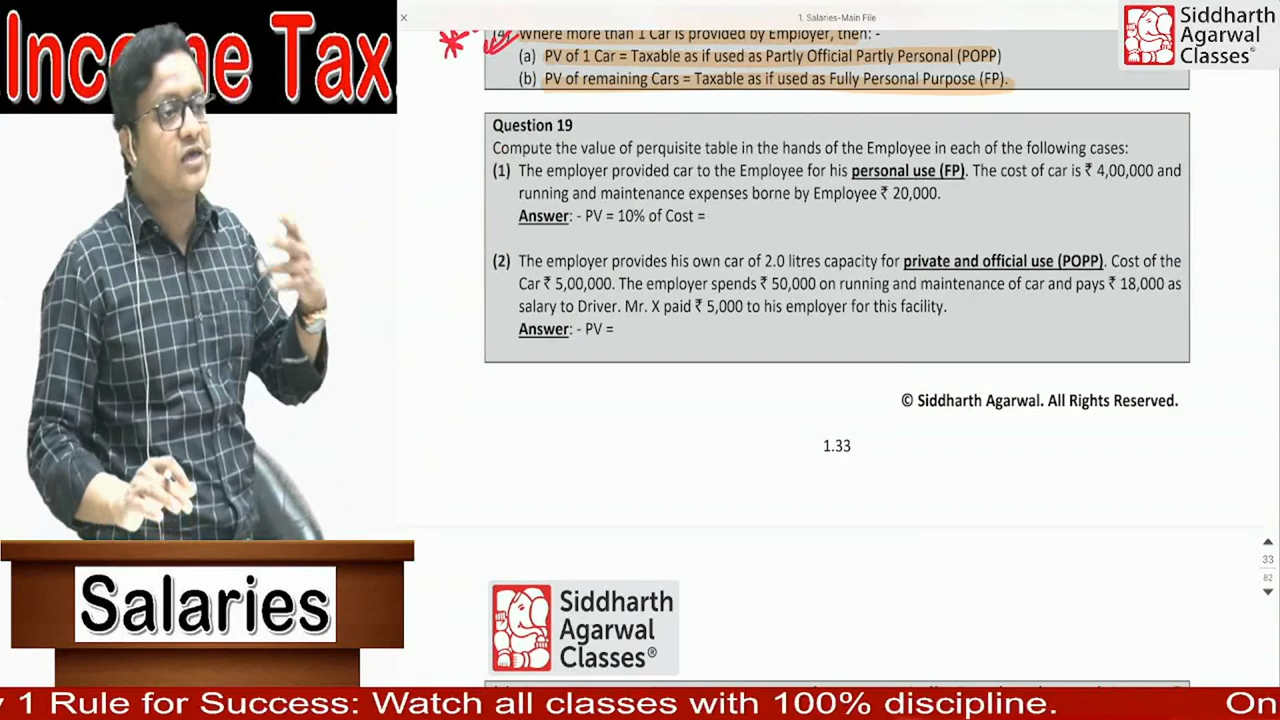 Income Tax
1. Salaries-Main File
Siddharth
Agarwal
Classes®
(4) Where more than 1 Car is provided by Employer, then: -
(a) PV of 1 Car = Taxable as if used as Partly Official Partly Personal (POPP)
(b) PV of remaining Cars = Taxable as if used as Fully Personal Purpose (FP).
Question 19
Compute the value of perquisite table in the hands of the Employee in each of the following cases:
(1) The employer provided car to the Employee for his personal use (FP). The cost of car is ₹ 4,00,000 and
running and maintenance expenses borne by Employee ₹ 20,000.
Answer: - PV = 10% of Cost =
(2) The employer provides his own car of 2.0 litres capacity for private and official use (POPP). Cost of the
Car ₹ 5,00,000. The employer spends ₹ 50,000 on running and maintenance of car and pays ₹ 18,000 as
salary to Driver. Mr. X paid ₹ 5,000 to his employer for this facility.
Answer: - PV =
© Siddharth Agarwal. All Rights Reserved.
1.33
33
82
Siddharth
Agarwal
Classes®
Salaries
y 1 Rule for Success: Watch all classes with 100% discipline.
On